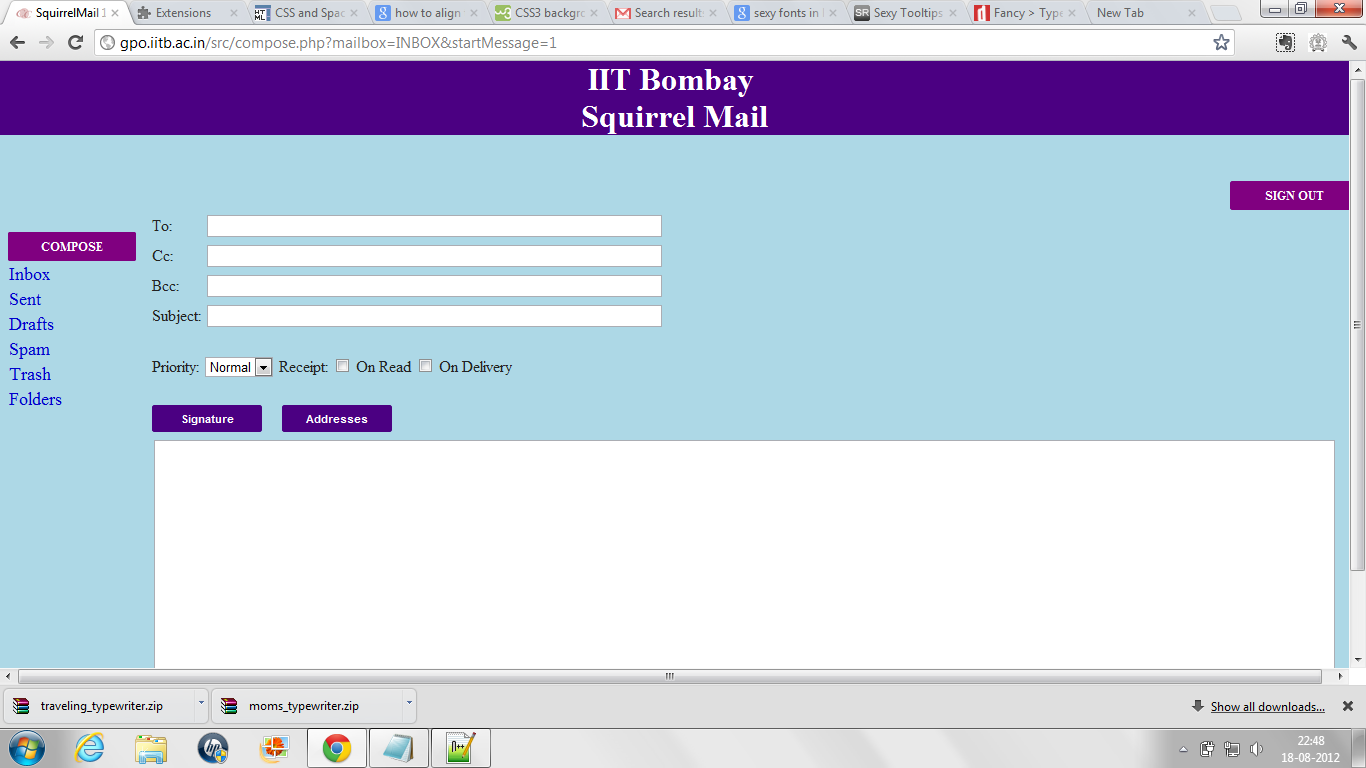 SquirrelMail 1
Extensions
CSS and Spac
how to align
CSS3 backgro
Search results
sexy fonts in
Sexy Tooltips
Fancy > Type
New Tab
gpo.iitb.ac.in/src/compose.php?mailbox=INBOX&startMessage=1
IIT Bombay
Squirrel Mail
SIGN OUT
COMPOSE
Inbox
Sent
Drafts
Spam
Trash
Folders
To:
Cc:
Bcc:
Subject:
Priority: Normal Receipt: On Read On Delivery
Signature Addresses
traveling_typewriter.zip
moms_typewriter.zip
Show all downloads...
22:48
18-08-2012